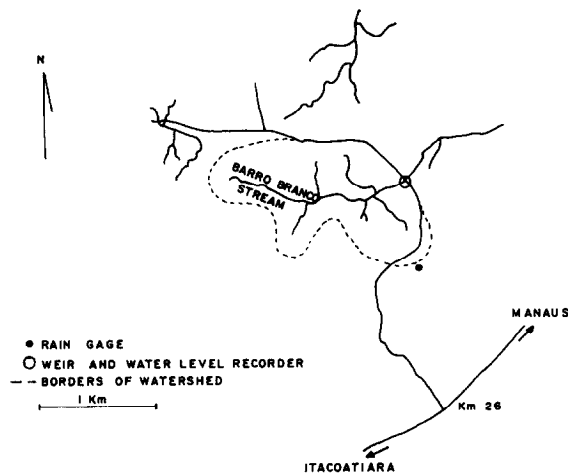 N
BARRO BRANCO
STREAM
MANAUS
RAIN GAGE
WEIR AND WATER LEVEL RECORDER
BORDERS OF WATERSHED
1 Km
Km 26
ITACOATIARA